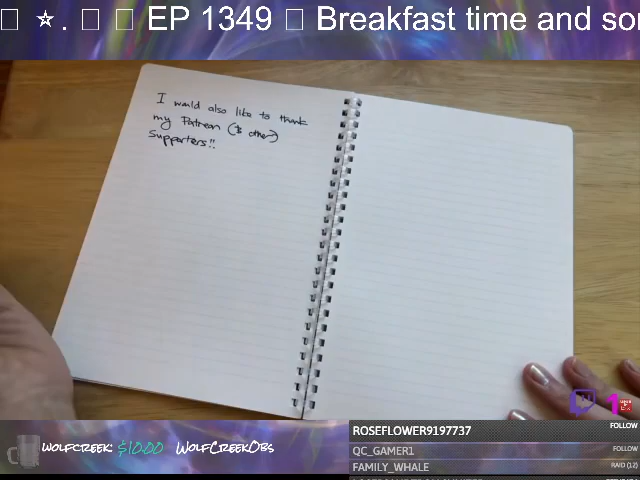 EP 1349 Breakfast time and so
I would also like to thank
my Patreon (& other)
supporters!!
WOLFCREEK: $10.00 WOLFCREEKOBS
ROSEFLOWER9197737 FOLLOW
QC_GAMER1 FOLLOW
FAMILY_WHALE RAID (12)